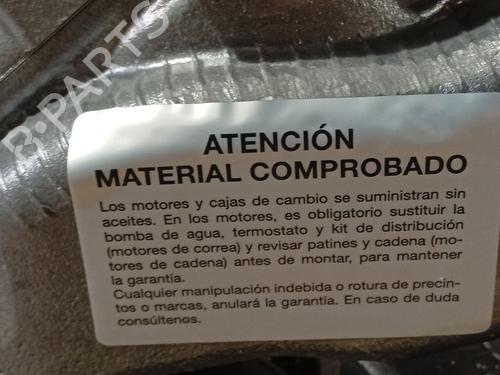 B-PARTS
ATENCIÓN
MATERIAL COMPROBADO
Los motores y cajas de cambio se suministran sin
aceites. En los motores, es obligatorio sustituir la
bomba de agua, termostato y kit de distribución
(motores de correa) y revisar patines y cadena (mo-
tores de cadena) antes de montar, para mantener
la garantía.
Cualquier manipulación indebida o rotura de precin-
tos o marcas, anulará la garantía. En caso de duda
consúltenos.